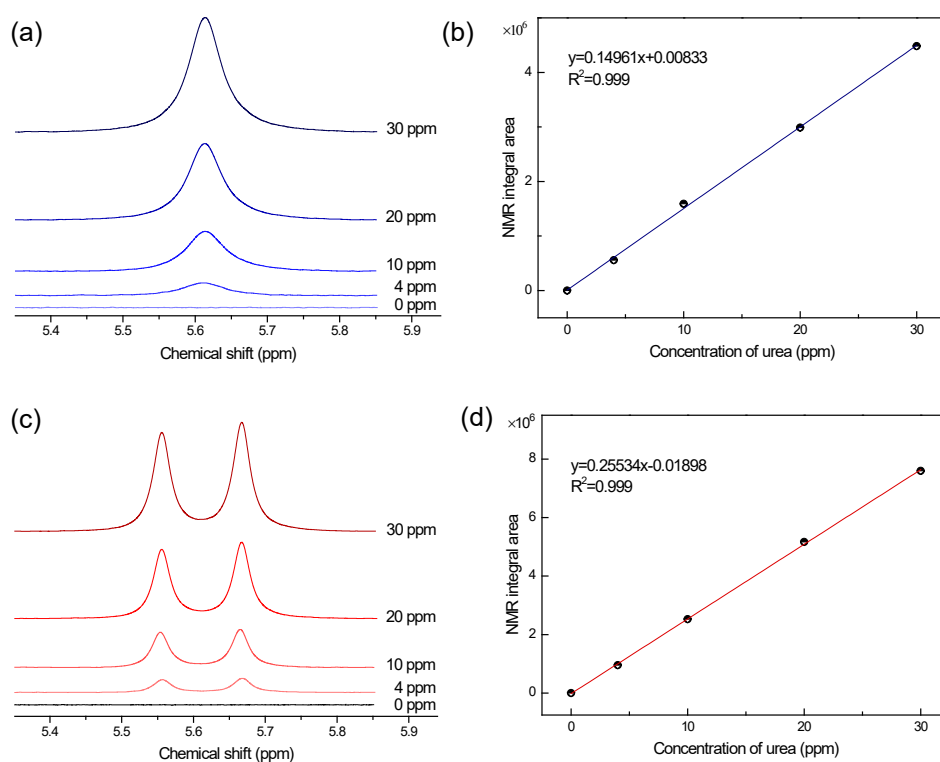 (a)
30 ppm
20 ppm
10 ppm
4 ppm
0 ppm
5.4 5.5 5.6 5.7 5.8 5.9
Chemical shift (ppm)
(b)
×10⁶
y=0.14961x+0.00833
R²=0.999
4
2
0
NMR integral area
0 10 20 30
Concentration of urea (ppm)
(c)
30 ppm
20 ppm
10 ppm
4 ppm
0 ppm
5.4 5.5 5.6 5.7 5.8 5.9
Chemical shift (ppm)
(d)
×10⁶
y=0.25534x-0.01898
R²=0.999
8
6
4
2
0
NMR integral area
0 10 20 30
Concentration of urea (ppm)